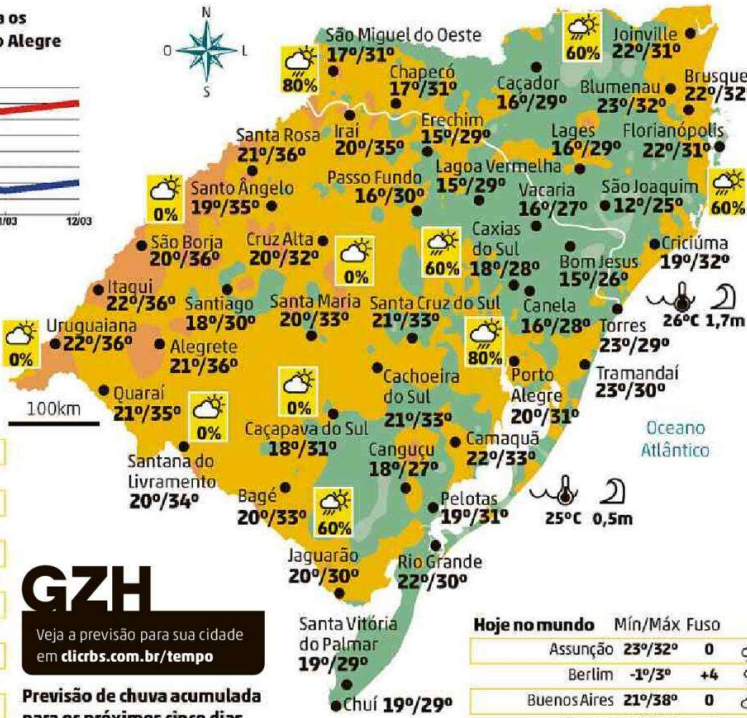 a os
o Alegre
1/03
12/03
N
O
L
S
São Miguel do Oeste
17º/31º
80%
Chapecó
17º/31º
Caçador
16º/29º
60%
Joinville
22º/31º
Blumenau
23º/32º
Brusque
22º/32º
Santa Rosa
21º/36º
Iraí
20º/35º
Erechim
15º/29º
Lages
16º/29º
Florianópolis
22º/31º
Santo Ângelo
19º/35º
Passo Fundo
16º/30º
Lagoa Vermelha
15º/29º
Vacaria
16º/27º
São Joaquim
12º/25º
60%
0%
São Borja
20º/36º
Cruz Alta
20º/32º
0%
60%
Caxias
do Sul
18º/28º
Bom Jesus
15º/26º
Criciúma
19º/32º
Itaqui
22º/36º
Santiago
18º/30º
Santa Maria
20º/33º
Santa Cruz do Sul
21º/33º
Canela
16º/28º
Torres
23º/29º
26ºC 1,7m
0%
Uruguaiana
22º/36º
Alegrete
21º/36º
80%
Porto
Alegre
20º/31º
Tramandaí
23º/30º
Quaraí
21º/35º
100km
0%
0%
Caçapava do Sul
18º/31º
Cachoeira
do Sul
21º/33º
Camaquã
22º/33º
Oceano
Atlântico
Santana do
Livramento
20º/34º
Bagé
20º/33º
Canguçu
18º/27º
60%
Pelotas
19º/31º
25ºC 0,5m
Jaguarão
20º/30º
Rio Grande
22º/30º
GZH
Veja a previsão para sua cidade
em clicrbs.com.br/tempo
Santa Vitória
do Palmar
19º/29º
Chuí 19º/29º
Previsão de chuva acumulada
para os próximos cinco dias
Hoje no mundo Mín/Máx Fuso
Assunção 23º/32º 0
Berlim -1º/3º +4
Buenos Aires 21º/38º 0